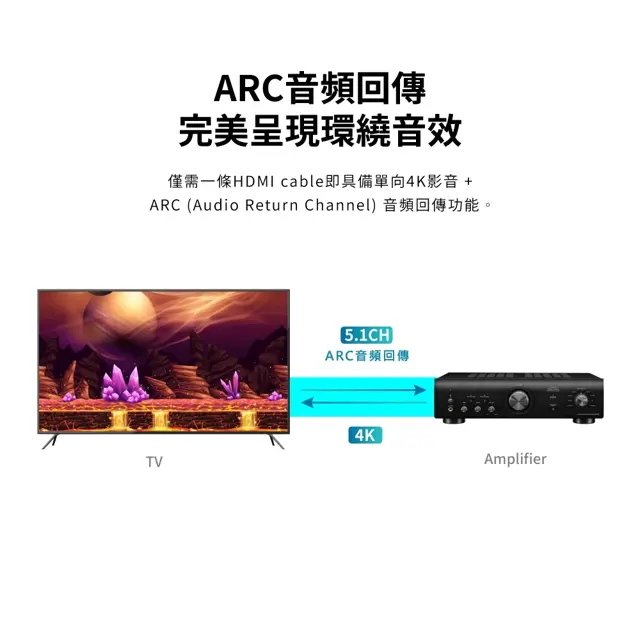 ARC音頻回傳
完美呈現環繞音效
僅需一條HDMI cable即具備單向4K影音 +
ARC (Audio Return Channel) 音頻回傳功能。
5.1CH
ARC音頻回傳
4K
TV
Amplifier